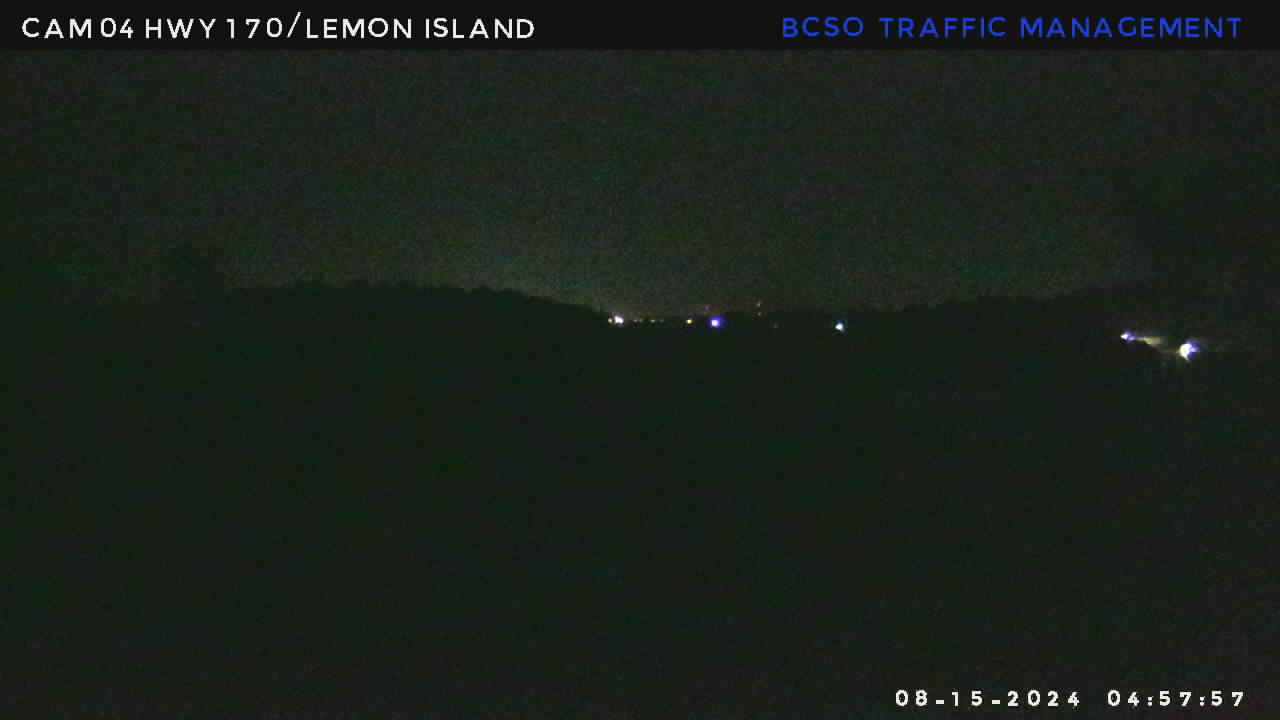 CAM04 HWY 170/LEMON ISLAND
BCSO TRAFFIC MANAGEMENT
08-15-2024 04:57:57